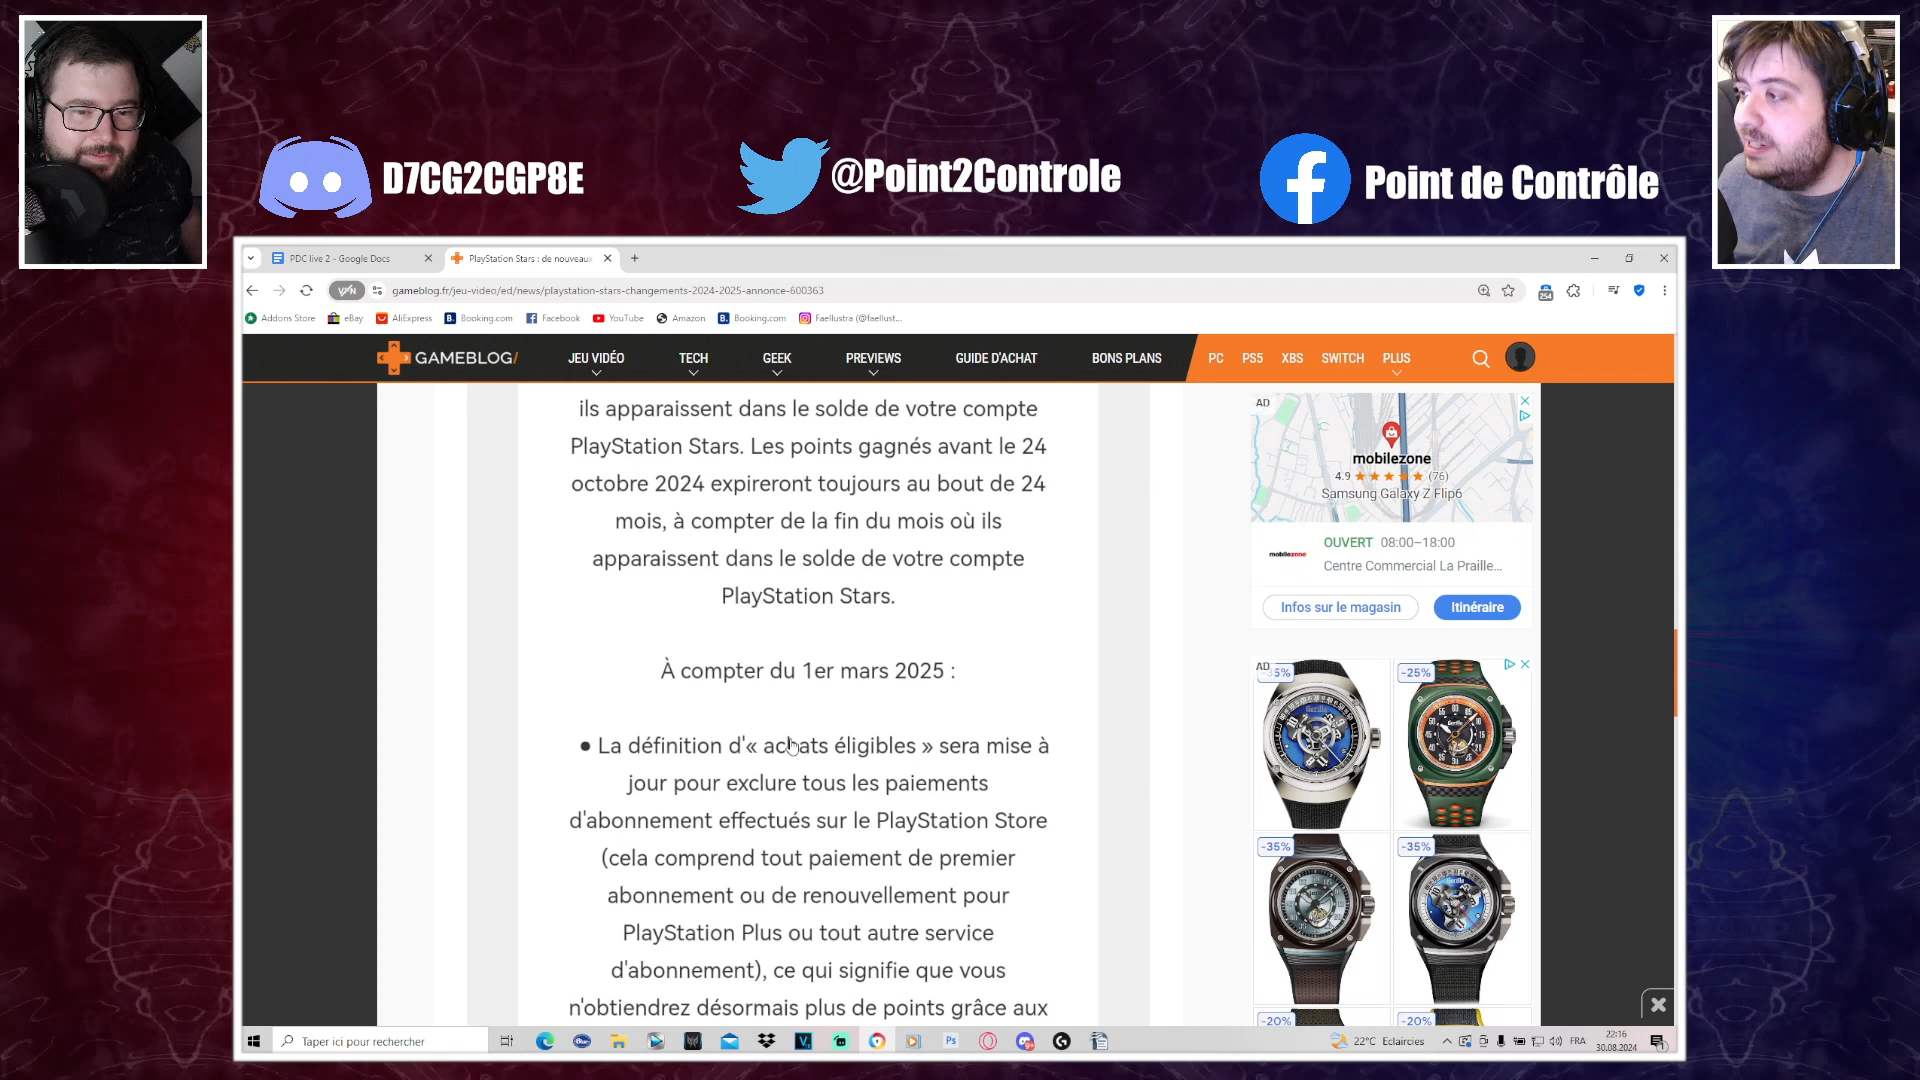 D7CG2CGP8E
@Point2Controle
Point de Contrôle
PDC live 2 - Google Docs
PlayStation Stars : de nouveaux
VPN
gameblog.fr/jeu-video/ed/news/playstation-stars-changements-2024-2025-annonce-600363
254
Addons Store
eBay
AliExpress
Booking.com
Facebook
YouTube
Amazon
Booking.com
Faellustra (@faellust...
GAMEBLOG/
JEU VIDÉO
TECH
GEEK
PREVIEWS
GUIDE D'ACHAT
BONS PLANS
PC
PS5
XBS
SWITCH
PLUS
ils apparaissent dans le solde de votre compte
PlayStation Stars. Les points gagnés avant le 24
octobre 2024 expireront toujours au bout de 24
mois, à compter de la fin du mois où ils
apparaissent dans le solde de votre compte
PlayStation Stars.
À compter du 1er mars 2025 :
• La définition d'« achats éligibles » sera mise à
jour pour exclure tous les paiements
d'abonnement effectués sur le PlayStation Store
(cela comprend tout paiement de premier
abonnement ou de renouvellement pour
PlayStation Plus ou tout autre service
d'abonnement), ce qui signifie que vous
n'obtiendrez désormais plus de points grâce aux
AD
mobilezone
4.9 ★★★★★ (76)
Samsung Galaxy Z Flip6
mobilezone
OUVERT 08:00–18:00
Centre Commercial La Praille...
Infos sur le magasin
Itinéraire
AD
-35%
-25%
-35%
-35%
-20%
-20%
Taper ici pour rechercher
22°C Eclaircies
FRA
22:16
30.08.2024